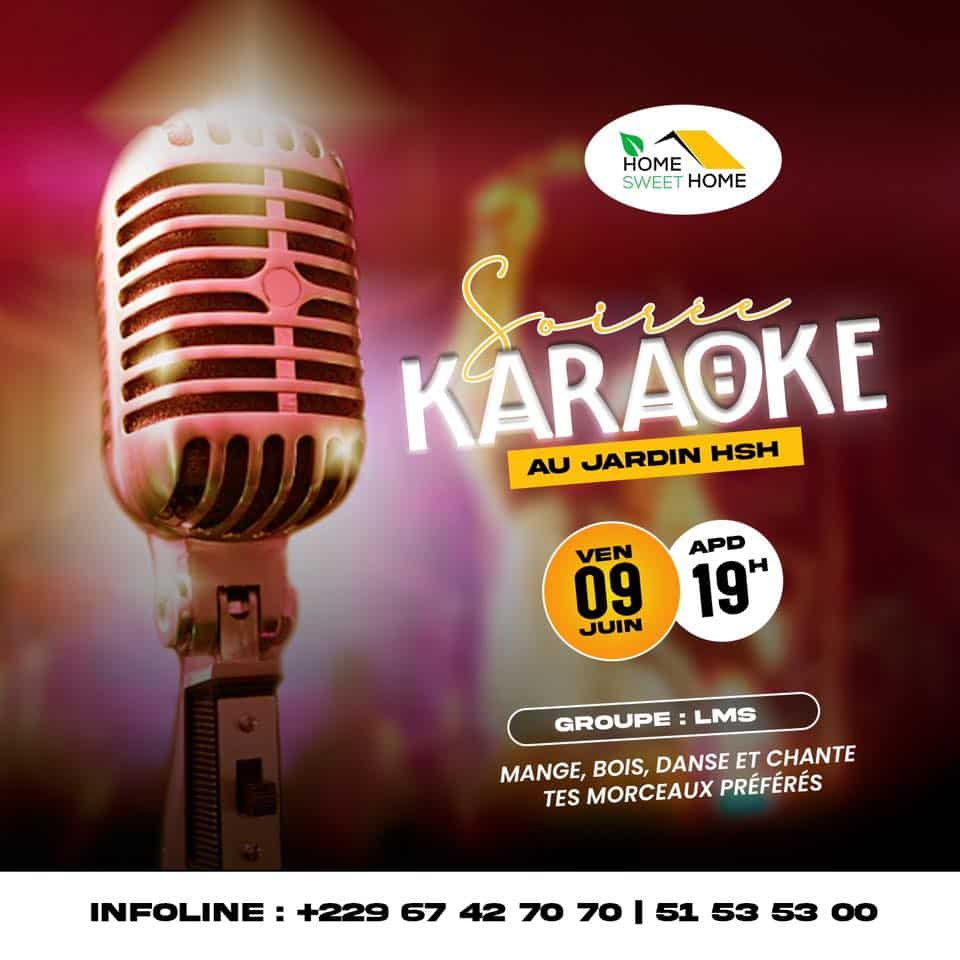 HOME
SWEET HOME
Soirée
KARAOKE
AU JARDIN HSH
VEN
09
JUIN
APD
19H
GROUPE : LMS
MANGE, BOIS, DANSE ET CHANTE
TES MORCEAUX PRÉFÉRÉS
INFOLINE : +229 67 42 70 70 | 51 53 53 00